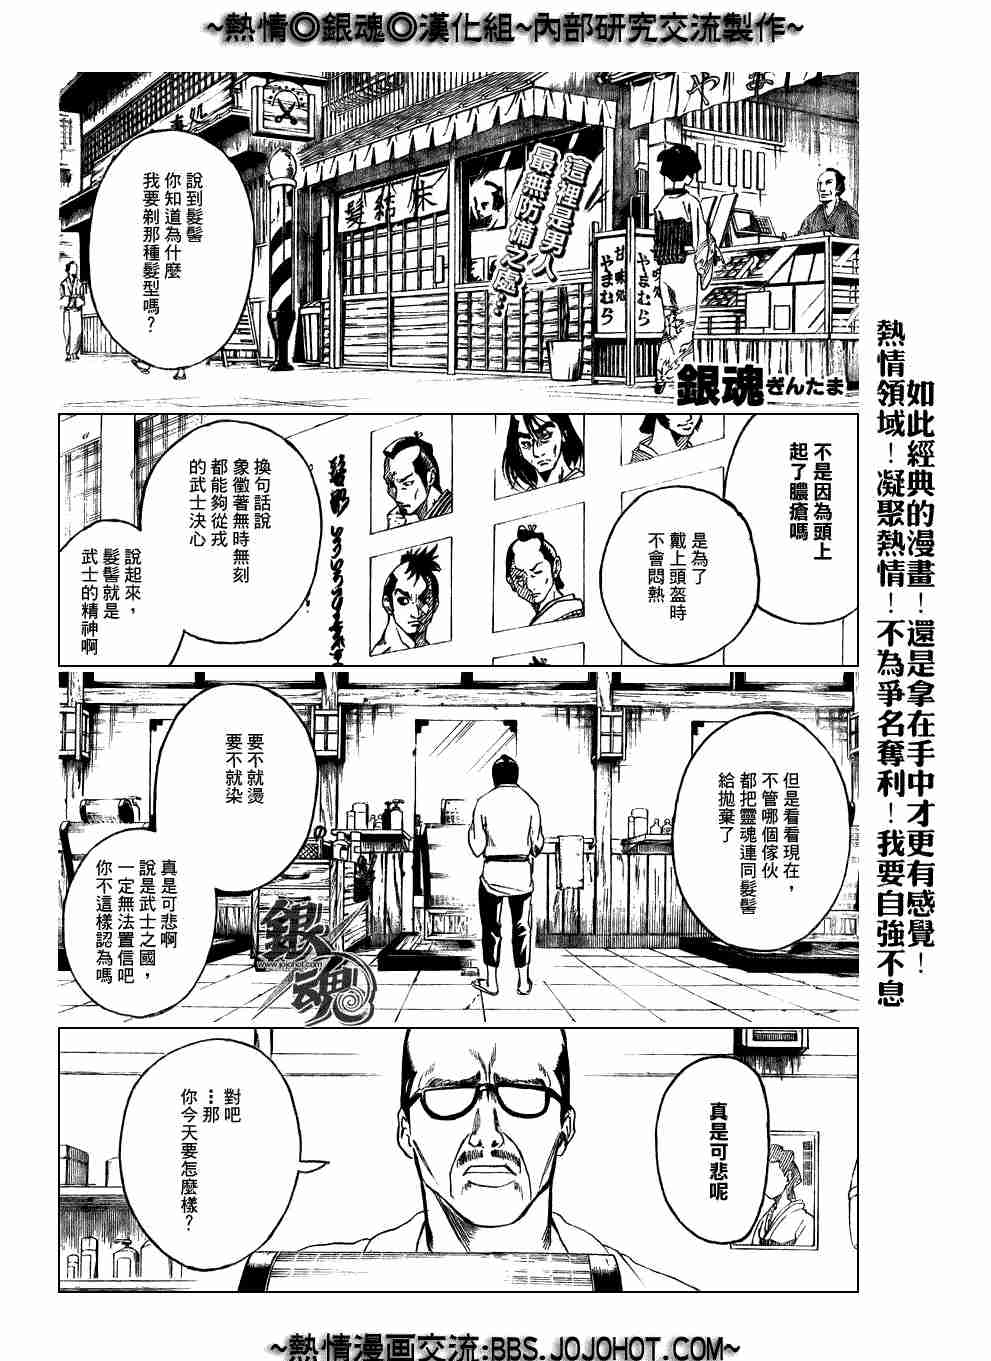 ~熱情◎銀魂◎漢化組~內部研究交流製作~
說到髮髻
你知道為什麼
我要剃那種髮型嗎?
髮結床
這裡是男人
最無防備之處…
甘味処
やまむら
やまむら
銀魂
ぎんたま
不是因為頭上
起了膿瘡嗎
是為了
戴上頭盔時
不會悶熱
換句話說
象徵著無時無刻
都能夠從戎
的武士決心
說起來,
髮髻就是
武士的精神啊
但是看看現在,
不管哪個傢伙
都把靈魂連同髮髻
給拋棄了
要不就燙
要不就染
真是可悲啊
說是武士之國,
一定無法置信吧
你不這樣認為嗎
銀魂
www.jojohot.com
真是可悲呢
對吧
…那
你今天要怎麼樣?
如此經典的漫畫!還是拿在手中才更有感覺!
熱情領域!凝聚熱情!不為爭名奪利!我要自強不息
~熱情漫画交流:BBS.JOJOHOT.COM~